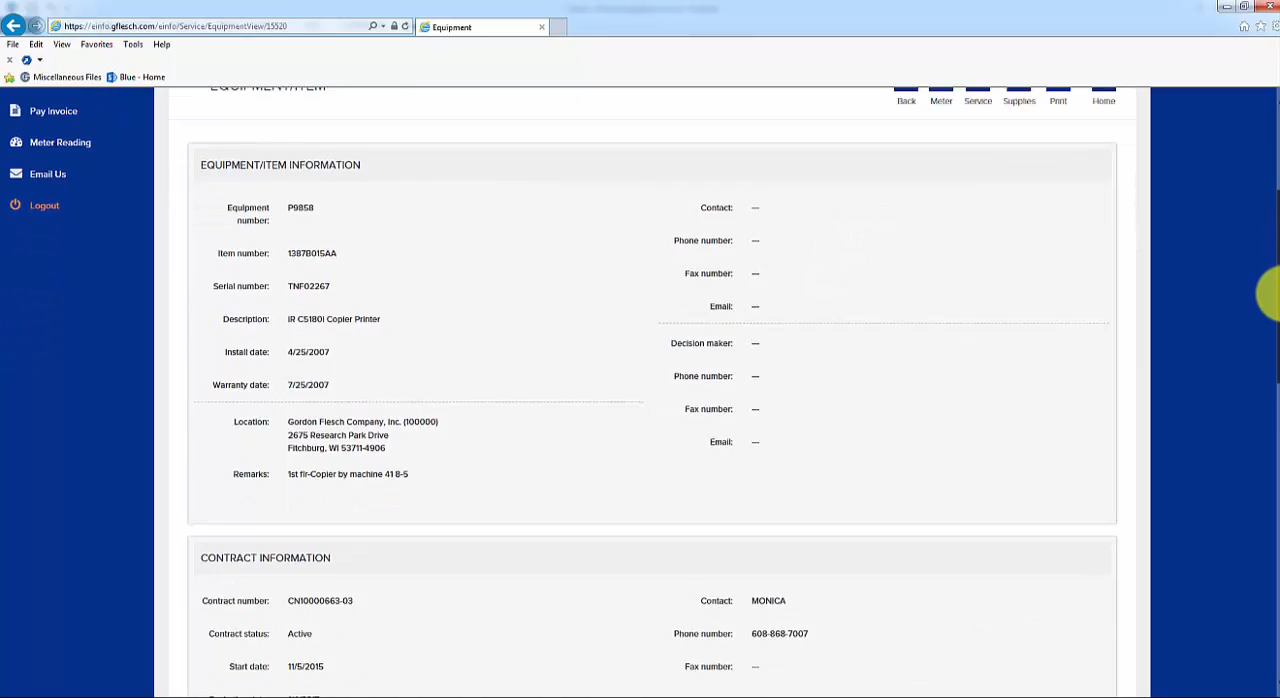 https://einfo.gflesch.com/einfo/Service/EquipmentView/15520
Equipment
File Edit View Favorites Tools Help
Miscellaneous Files Blue - Home
EQUIPMENT/ITEM
Back Meter Service Supplies Print Home
Pay Invoice
Meter Reading
Email Us
Logout
EQUIPMENT/ITEM INFORMATION
Equipment number: P9858
Item number: 1387B015AA
Serial number: TNF02267
Description: iR C5180i Copier Printer
Install date: 4/25/2007
Warranty date: 7/25/2007
Location: Gordon Flesch Company, Inc. (100000)
2675 Research Park Drive
Fitchburg, WI 53711-4906
Remarks: 1st flr-Copier by machine 41 8-5
Contact: ---
Phone number: ---
Fax number: ---
Email: ---
Decision maker: ---
Phone number: ---
Fax number: ---
Email: ---
CONTRACT INFORMATION
Contract number: CN10000663-03
Contract status: Active
Start date: 11/5/2015
Contact: MONICA
Phone number: 608-868-7007
Fax number: ---